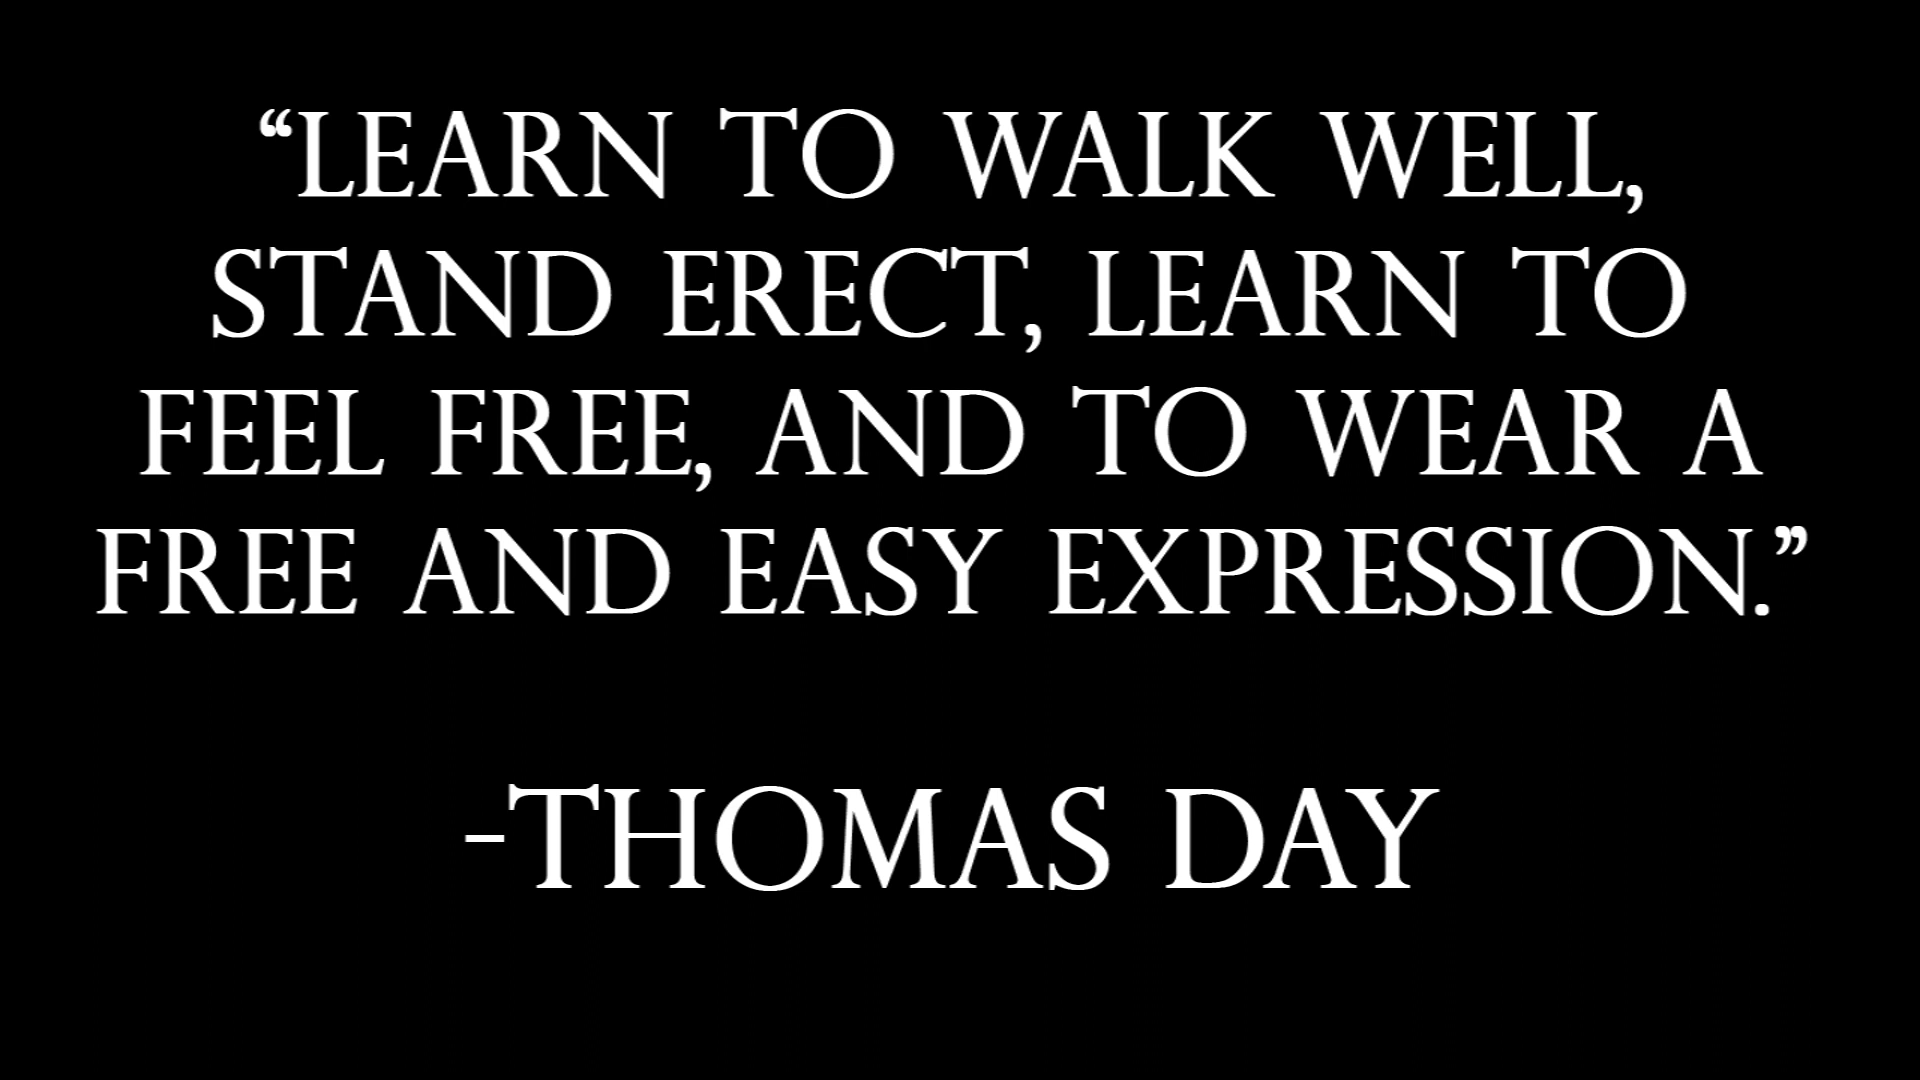 “LEARN TO WALK WELL,
STAND ERECT, LEARN TO
FEEL FREE, AND TO WEAR A
FREE AND EASY EXPRESSION.”
-THOMAS DAY